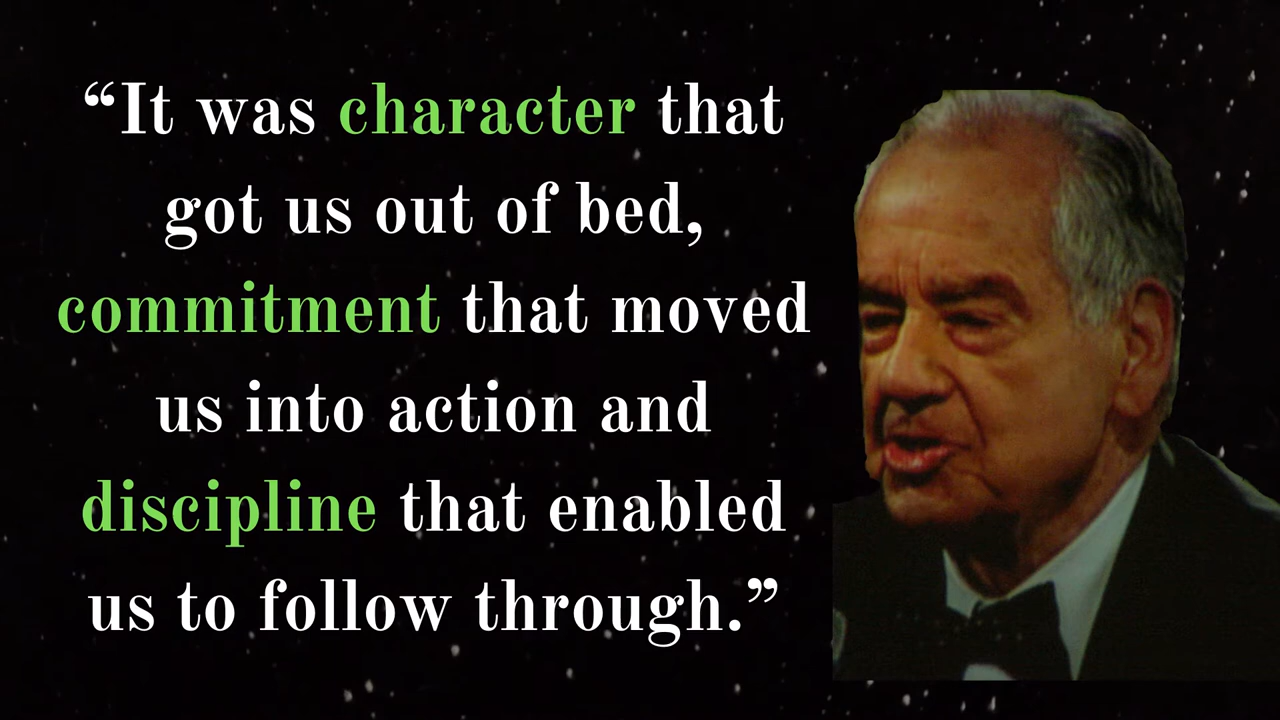 “It was character that
got us out of bed,
commitment that moved
us into action and
discipline that enabled
us to follow through.”